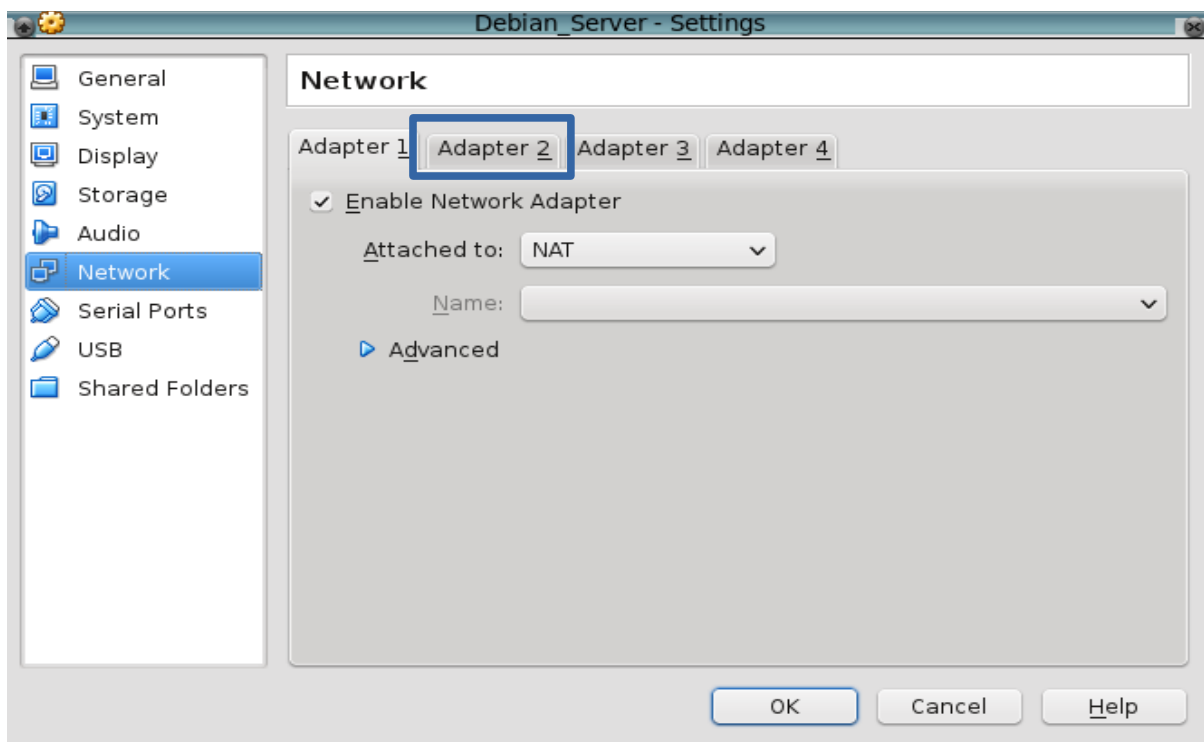 Debian_Server - Settings
General
System
Display
Storage
Audio
Network
Serial Ports
USB
Shared Folders
Network
Adapter 1 Adapter 2 Adapter 3 Adapter 4
Enable Network Adapter
Attached to: NAT
Name:
Advanced
OK Cancel Help